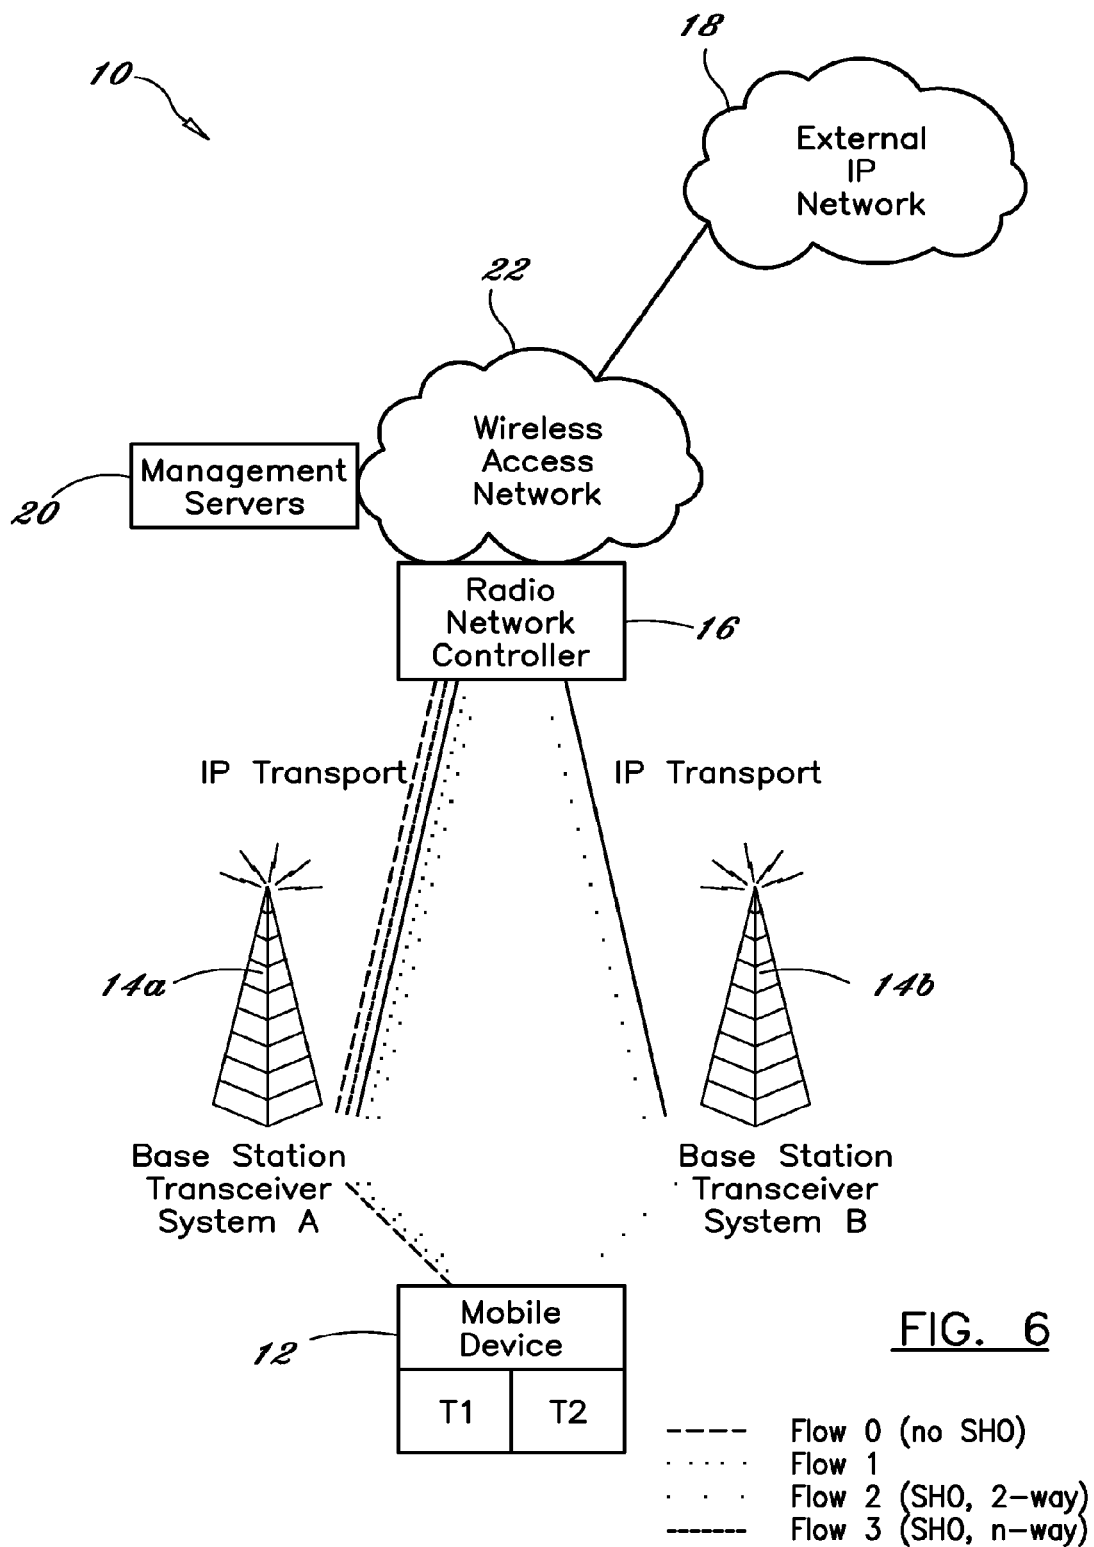 18
10
External
IP
Network
22
Wireless
Access
Network
Management
Servers
20
Radio
Network
Controller
16
IP Transport
IP Transport
14a
14b
Base Station
Transceiver
System A
Base Station
Transceiver
System B
Mobile
Device
12
T1
T2
FIG. 6
Flow 0 (no SHO)
Flow 1
Flow 2 (SHO, 2-way)
Flow 3 (SHO, n-way)